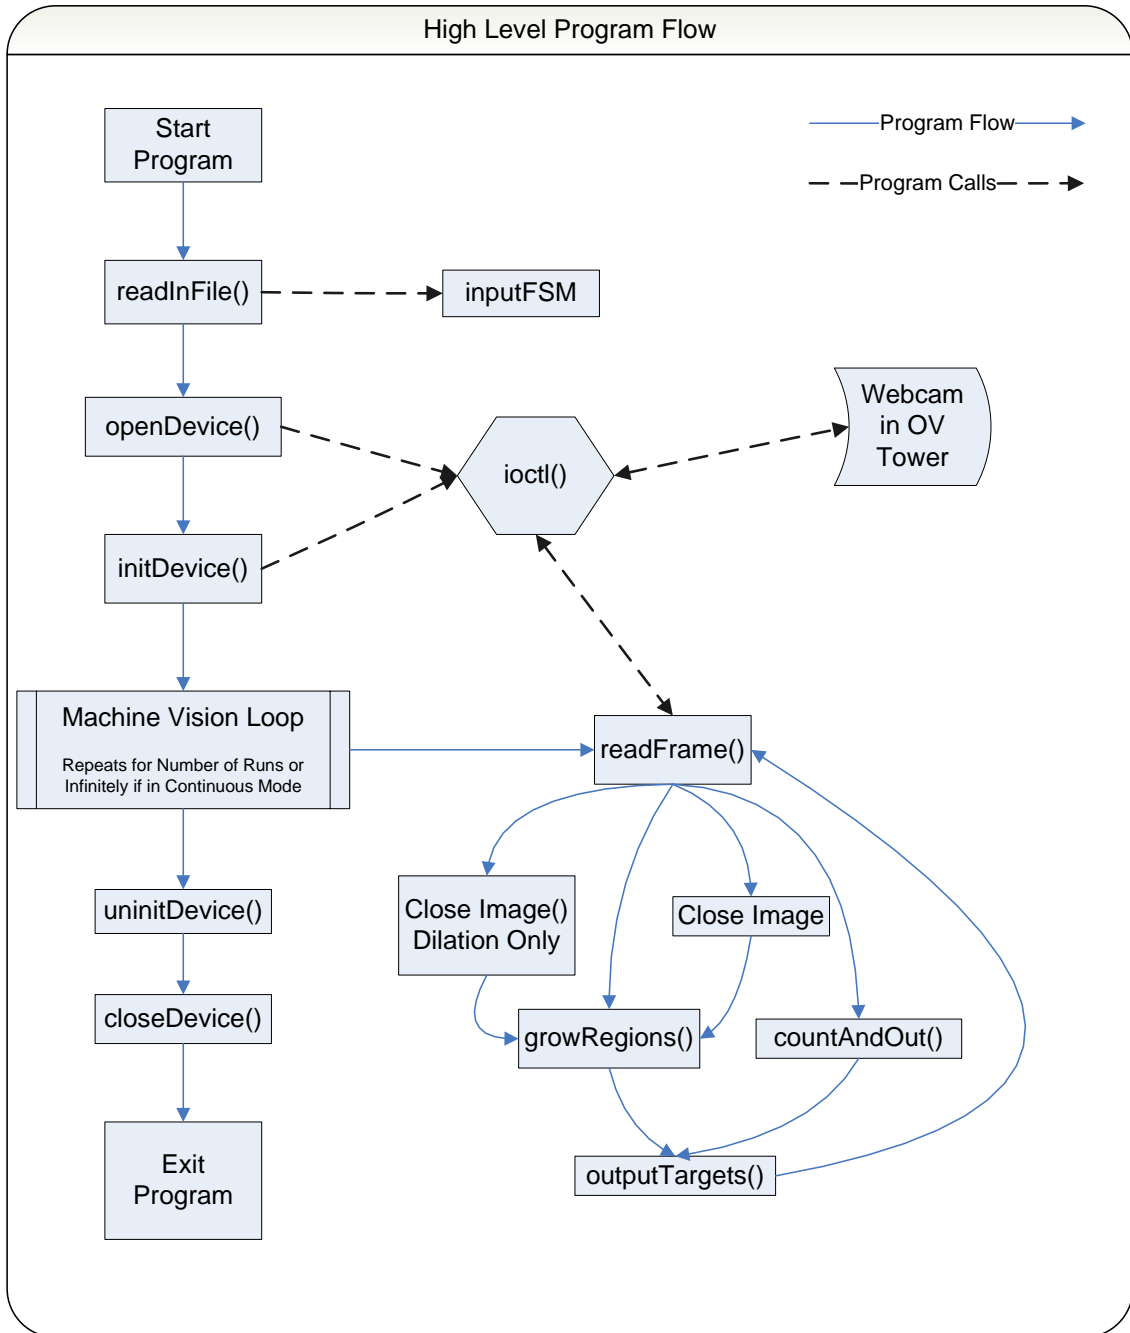 High Level Program Flow
Start
Program
Program Flow
Program Calls
readInFile()
inputFSM
openDevice()
ioctl()
Webcam
in OV
Tower
initDevice()
Machine Vision Loop
Repeats for Number of Runs or
Infinitely if in Continuous Mode
readFrame()
uninitDevice()
Close Image()
Dilation Only
Close Image
closeDevice()
growRegions()
countAndOut()
Exit
Program
outputTargets()